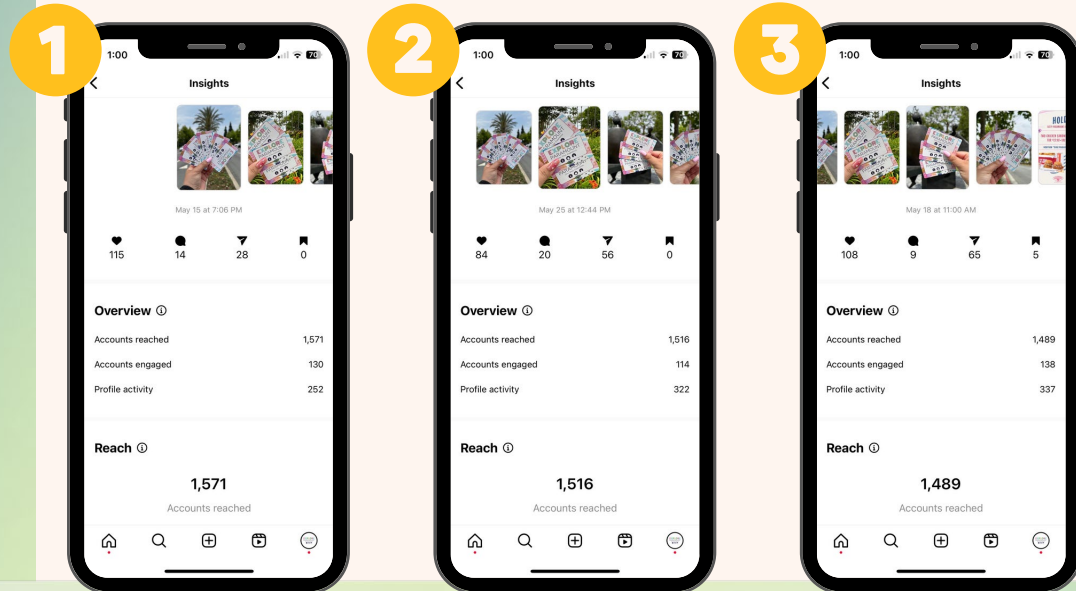 1
1:00
70
Insights
May 15 at 7:06 PM
115 14 28 0
Overview
Accounts reached 1,571
Accounts engaged 130
Profile activity 252
Reach
1,571
Accounts reached
2
1:00
70
Insights
EXPLORE
May 25 at 12:44 PM
84 20 56 0
Overview
Accounts reached 1,516
Accounts engaged 114
Profile activity 322
Reach
1,516
Accounts reached
3
1:00
70
Insights
May 18 at 11:00 AM
108 9 65 5
Overview
Accounts reached 1,489
Accounts engaged 138
Profile activity 337
Reach
1,489
Accounts reached